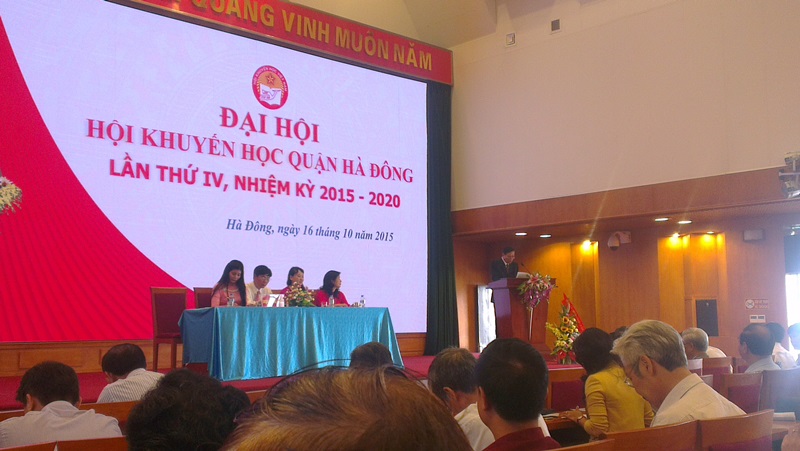 QUANG VINH MUÔN NĂM
ĐẠI HỘI
HỘI KHUYẾN HỌC QUẬN HÀ ĐÔNG
LẦN THỨ IV, NHIỆM KỲ 2015 - 2020
Hà Đông, ngày 16 tháng 10 năm 2015